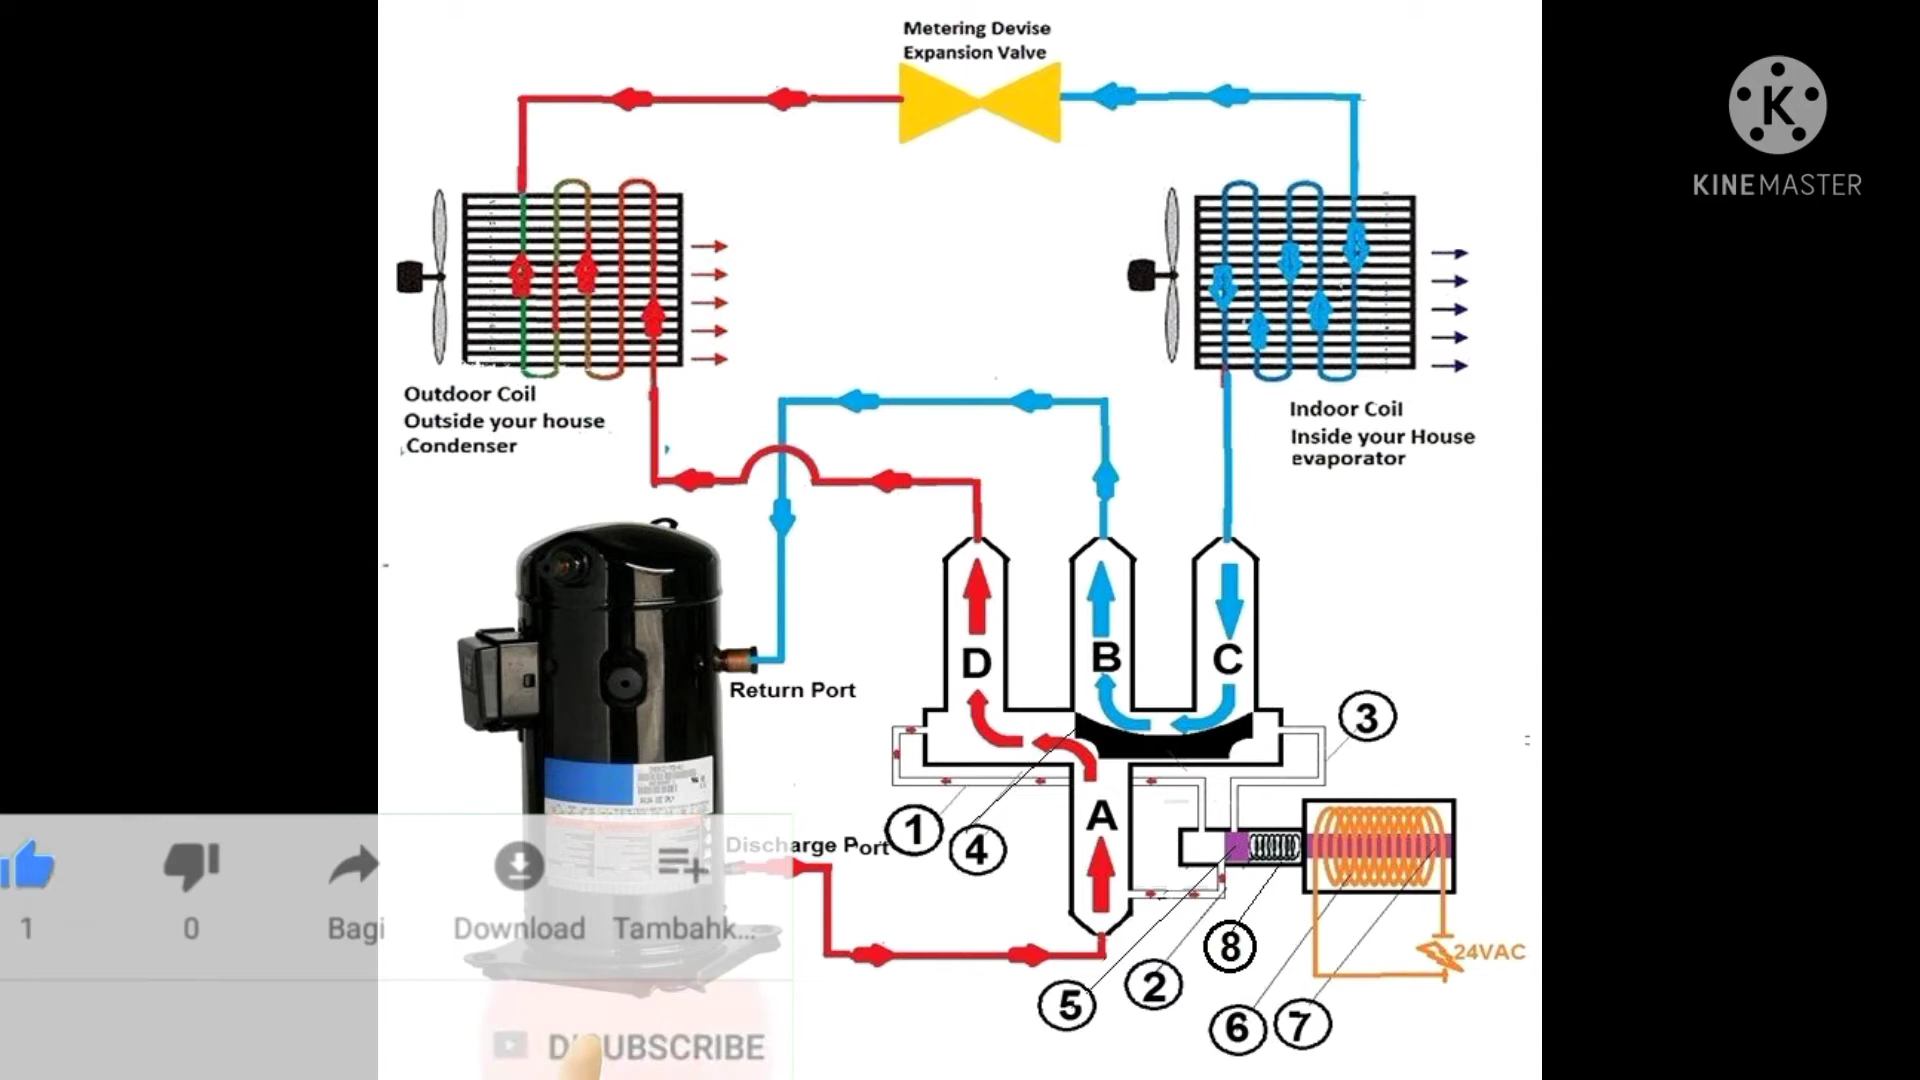 Metering Devise
Expansion Valve
K
KINEMASTER
Outdoor Coil
Outside your house
Condenser
Indoor Coil
Inside your House
evaporator
D
B
C
Return Port
3
A
Discharge Port
1
4
8
24VAC
5
2
6
7
1
0
Bagi
Download
Tambahk...
UBSCRIBE